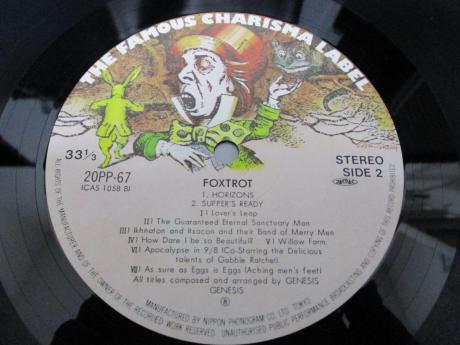 THE FAMOUS CHARISMA LABEL
33⅓
20PP-67
(CAS 1058 B)
STEREO
SIDE 2
FOXTROT
1. HORIZONS
2. SUPPER'S READY
I) Lover's Leap
II) The Guaranteed Eternal Sanctuary Man
III) Ikhnaton and Itsacon and their Band of Merry Men
IV) How Dare I be so Beautiful? V) Willow Farm
VI) Apocalypse in 9/8 (Co-Starring the Delicious
talents of Gabble Ratchet)
VII) As sure as Eggs is Eggs (Aching men's feet)
All titles composed and arranged by GENESIS
GENESIS
Ⓟ
MANUFACTURED BY NIPPON PHONOGRAM CO. LTD. TOKYO
ALL RIGHTS OF THE MANUFACTURER AND OF THE OWNER OF THE RECORDED WORK RESERVED. UNAUTHORISED PUBLIC PERFORMANCE BROADCASTING AND COPYING OF THIS RECORD PROHIBITED